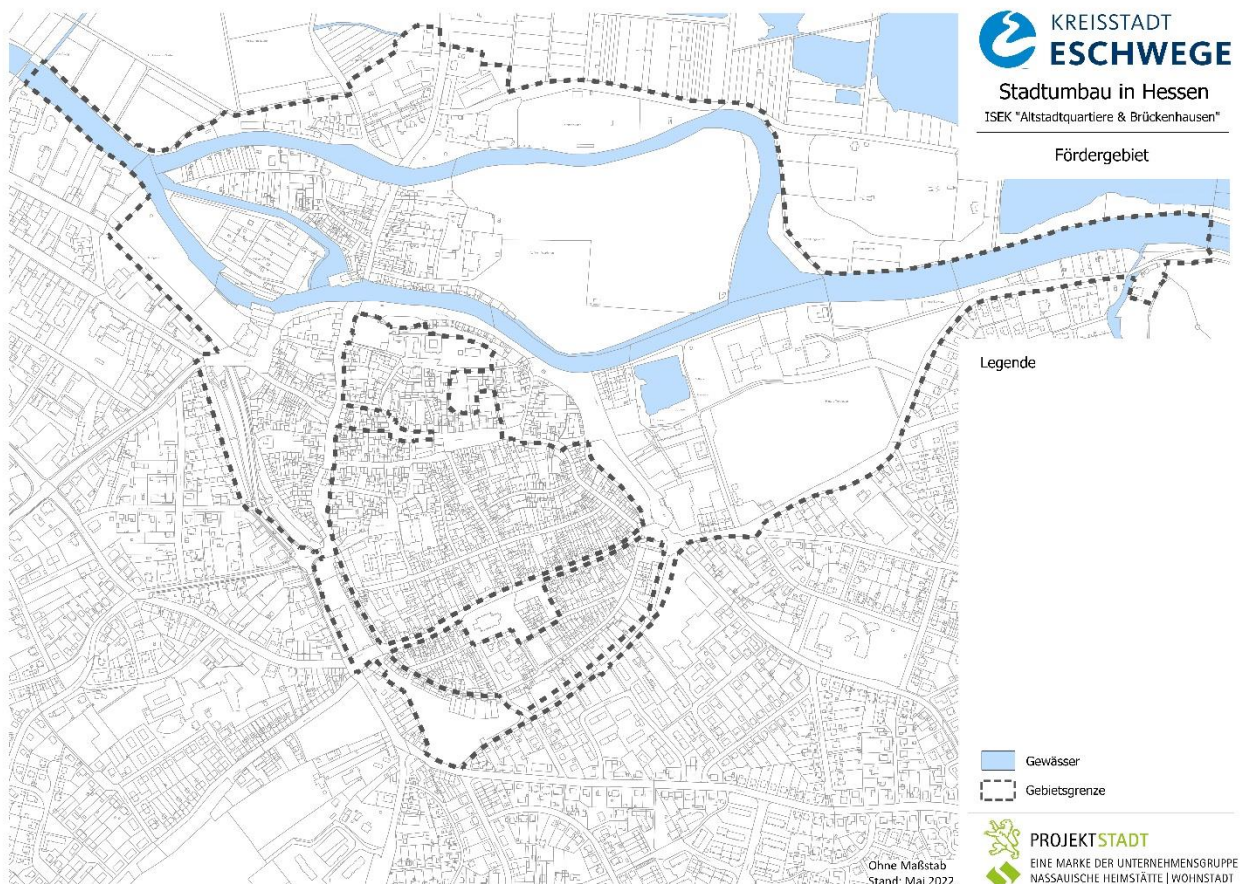 KREISSTADT
ESCHWEGE
Stadtumbau in Hessen
ISEK "Altstadtquartiere & Brückenhausen"
Fördergebiet
Legende
Gewässer
Gebietsgrenze
PROJEKTSTADT
EINE MARKE DER UNTERNEHMENSGRUPPE
NASSAUISCHE HEIMSTÄTTE | WOHNSTADT
Ohne Maßstab
Stand: Mai 2022